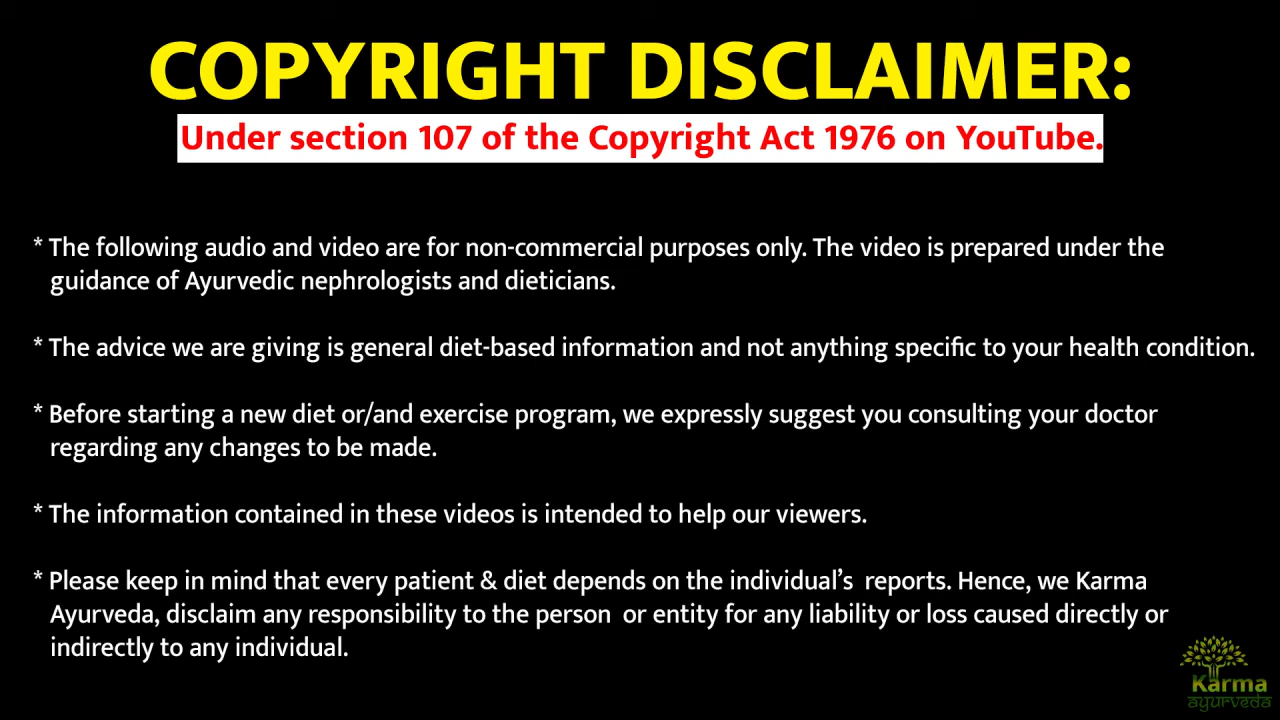 COPYRIGHT DISCLAIMER:
Under section 107 of the Copyright Act 1976 on YouTube.
* The following audio and video are for non-commercial purposes only. The video is prepared under the
guidance of Ayurvedic nephrologists and dieticians.
* The advice we are giving is general diet-based information and not anything specific to your health condition.
* Before starting a new diet or/and exercise program, we expressly suggest you consulting your doctor
regarding any changes to be made.
* The information contained in these videos is intended to help our viewers.
* Please keep in mind that every patient & diet depends on the individual’s  reports. Hence, we Karma
Ayurveda, disclaim any responsibility to the person  or entity for any liability or loss caused directly or
indirectly to any individual.
Karma
ayurveda